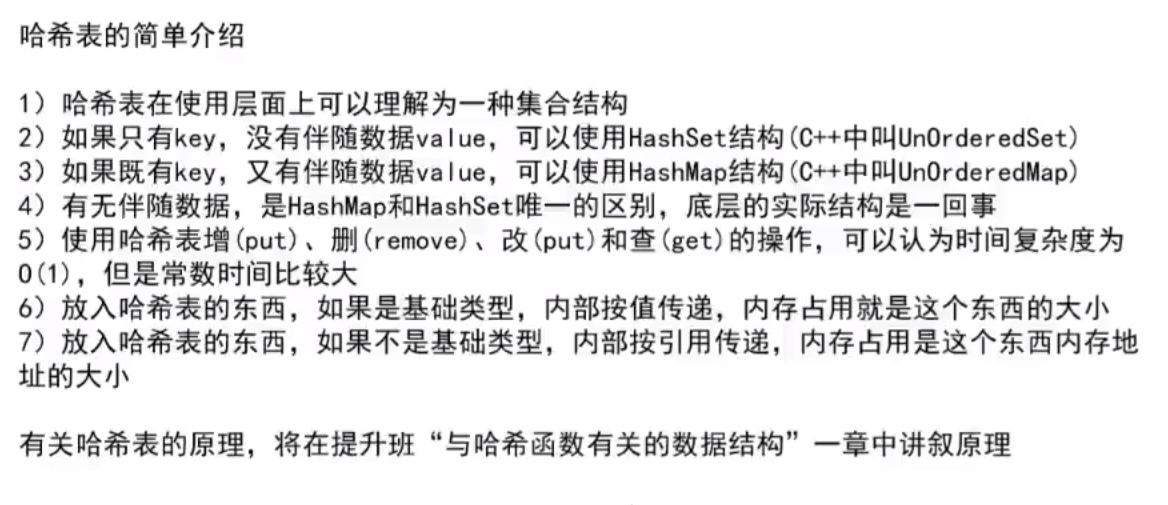 哈希表的简单介绍
1）哈希表在使用层面上可以理解为一种集合结构
2）如果只有key，没有伴随数据value，可以使用HashSet结构(C++中叫UnOrderedSet)
3）如果既有key，又有伴随数据value，可以使用HashMap结构(C++中叫UnOrderedMap)
4）有无伴随数据，是HashMap和HashSet唯一的区别，底层的实际结构是一回事
5）使用哈希表增(put)、删(remove)、改(put)和查(get)的操作，可以认为时间复杂度为
O(1)，但是常数时间比较大
6）放入哈希表的东西，如果是基础类型，内部按值传递，内存占用就是这个东西的大小
7）放入哈希表的东西，如果不是基础类型，内部按引用传递，内存占用是这个东西内存地
址的大小
有关哈希表的原理，将在提升班“与哈希函数有关的数据结构”一章中讲叙原理